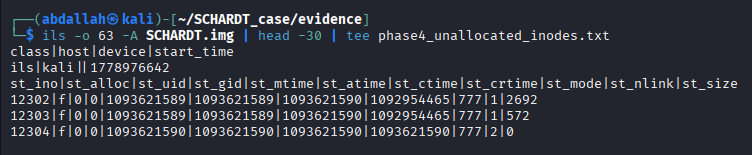 ┌──(abdallah㉿kali)-[~/SCHARDT_case/evidence]
└─$ ils -o 63 -A SCHARDT.img | head -30 | tee phase4_unallocated_inodes.txt
class|host|device|start_time
ils|kali||1778976642
st_ino|st_alloc|st_uid|st_gid|st_mtime|st_atime|st_ctime|st_crtime|st_mode|st_nlink|st_size
12302|f|0|0|1093621589|1093621589|1093621590|1092954465|777|1|2692
12303|f|0|0|1093621589|1093621589|1093621590|1092954465|777|1|572
12304|f|0|0|1093621590|1093621590|1093621590|1093621590|777|2|0